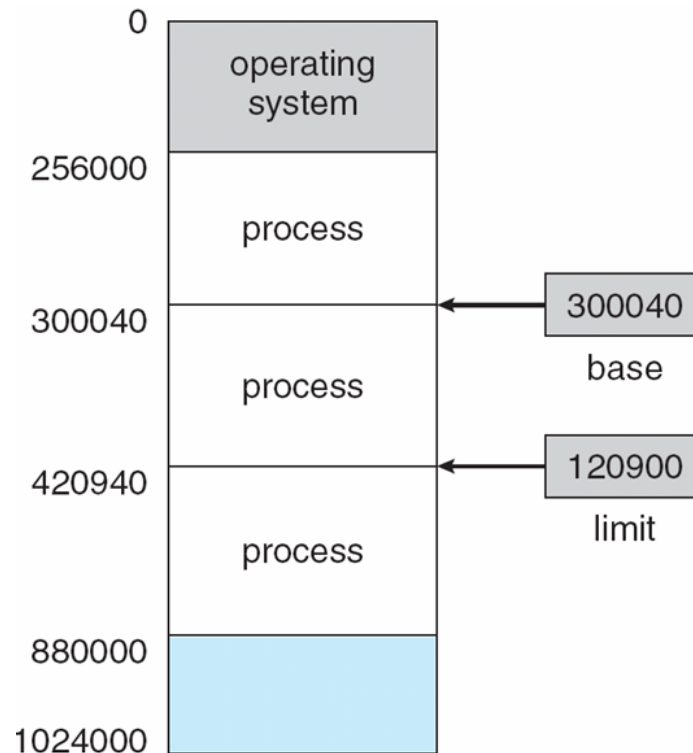 0
operating
system
256000
process
300040
300040
base
process
420940
120900
limit
process
880000
1024000